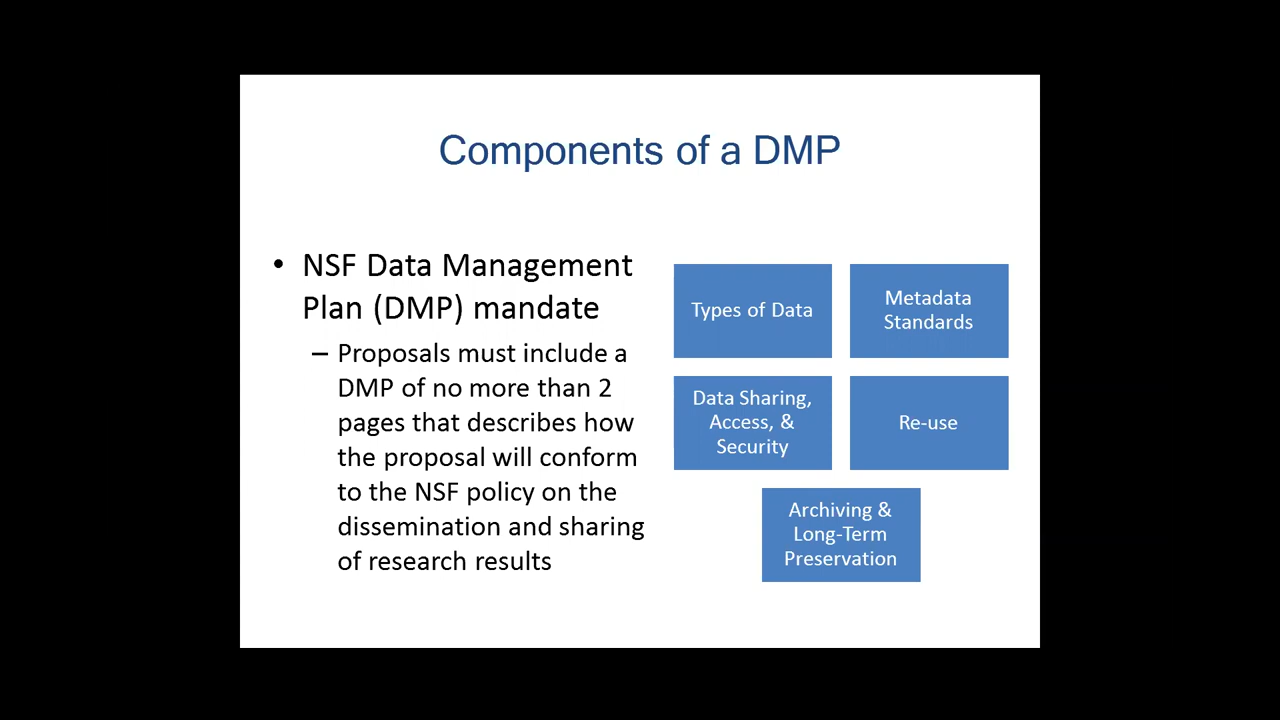 Components of a DMP
• NSF Data Management
Plan (DMP) mandate
– Proposals must include a
DMP of no more than 2
pages that describes how
the proposal will conform
to the NSF policy on the
dissemination and sharing
of research results
Types of Data
Metadata
Standards
Data Sharing,
Access, &
Security
Re-use
Archiving &
Long-Term
Preservation